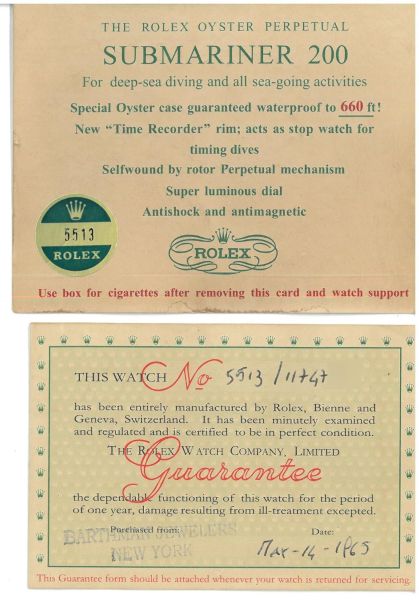 THE ROLEX OYSTER PERPETUAL
SUBMARINER 200
For deep-sea diving and all sea-going activities
Special Oyster case guaranteed waterproof to 660 ft!
New "Time Recorder" rim; acts as stop watch for
timing dives
Selfwound by rotor Perpetual mechanism
Super luminous dial
Antishock and antimagnetic
5513
ROLEX
ROLEX
Use box for cigarettes after removing this card and watch support
THIS WATCH No 5513/11747
has been entirely manufactured by Rolex, Bienne and
Geneva, Switzerland. It has been minutely examined
and regulated and is certified to be in perfect condition.
THE ROLEX WATCH COMPANY, LIMITED
Guarantee
the dependable functioning of this watch for the period
of one year, damage resulting from ill-treatment excepted.
Purchased from: Date:
BARTHMAN JEWELERS
NEW YORK
Mar-14-1965
This Guarantee form should be attached whenever your watch is returned for servicing.